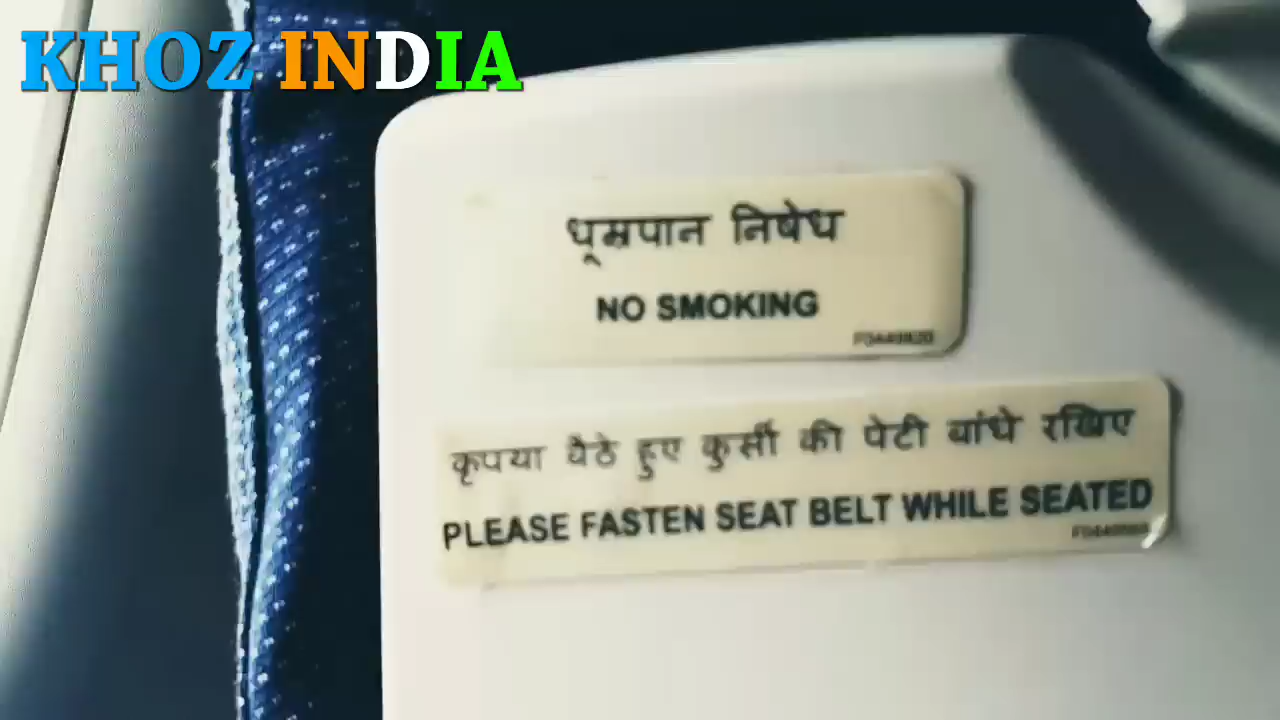 KHOZ INDIA
धूम्रपान निषेध
NO SMOKING
कृपया बैठे हुए कुर्सी की पेटी बांधे रखिए
PLEASE FASTEN SEAT BELT WHILE SEATED